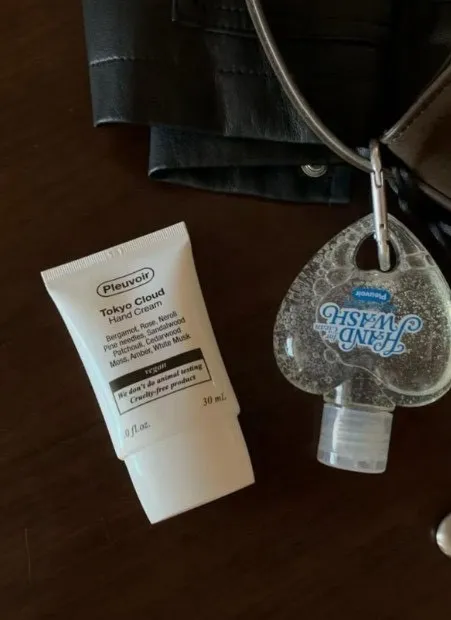 Pleuvoir
Tokyo Cloud
Hand Cream
Bergamot, Rose, Neroli
Pine needles, Sandalwood
Patchouli, Cedarwood
Moss, Amber, White Musk
vegan
We don't do animal testing
Cruelty-free product
0 fl.oz.
30 ml.
Pleuvoir
HAND
WASH